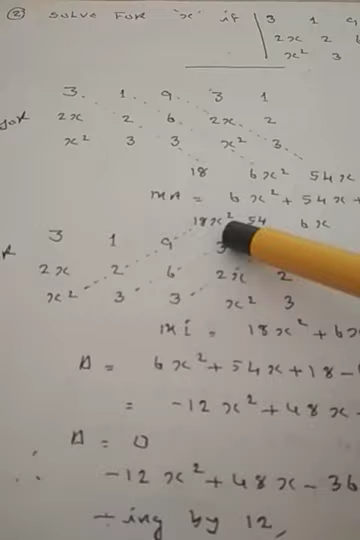 ② SOLVE FOR 'x' if | 3 1 9
2x 2 6
x² 3
3 1 9 3 1
jor 2x 2 6 2x 2
x² 3 3 x² 3
18 6x² 54x
MA = 6x² + 54x +
18x² 54 6x
3 1 9 3
2x 2 6 2x 2
x² 3 3 x² 3
Mi = 18x² + 6x
D = 6x² + 54x + 18 -
= -12x² + 48x -
D = 0
∴ -12x² + 48x - 36
÷ing by 12,